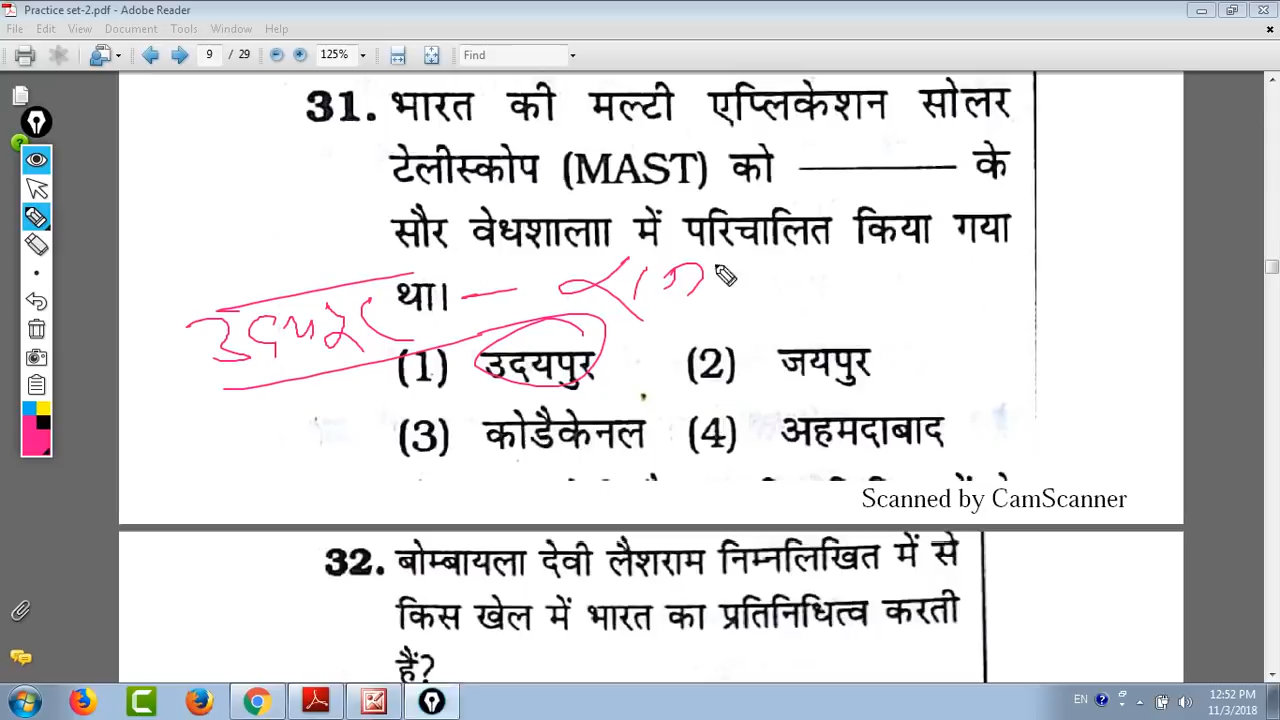 Practice set-2.pdf - Adobe Reader
File Edit View Document Tools Window Help
9 / 29 125% Find
31. भारत की मल्टी एप्लिकेशन सोलर
टेलीस्कोप (MAST) को ———— के
सौर वेधशालाा में परिचालित किया गया
था।
(1) उदयपुर (2) जयपुर
(3) कोडैकेनल (4) अहमदाबाद
Scanned by CamScanner
32. बोम्बायला देवी लैशराम निम्नलिखित में से
किस खेल में भारत का प्रतिनिधित्व करती
हैं?
EN 12:52 PM
11/3/2018